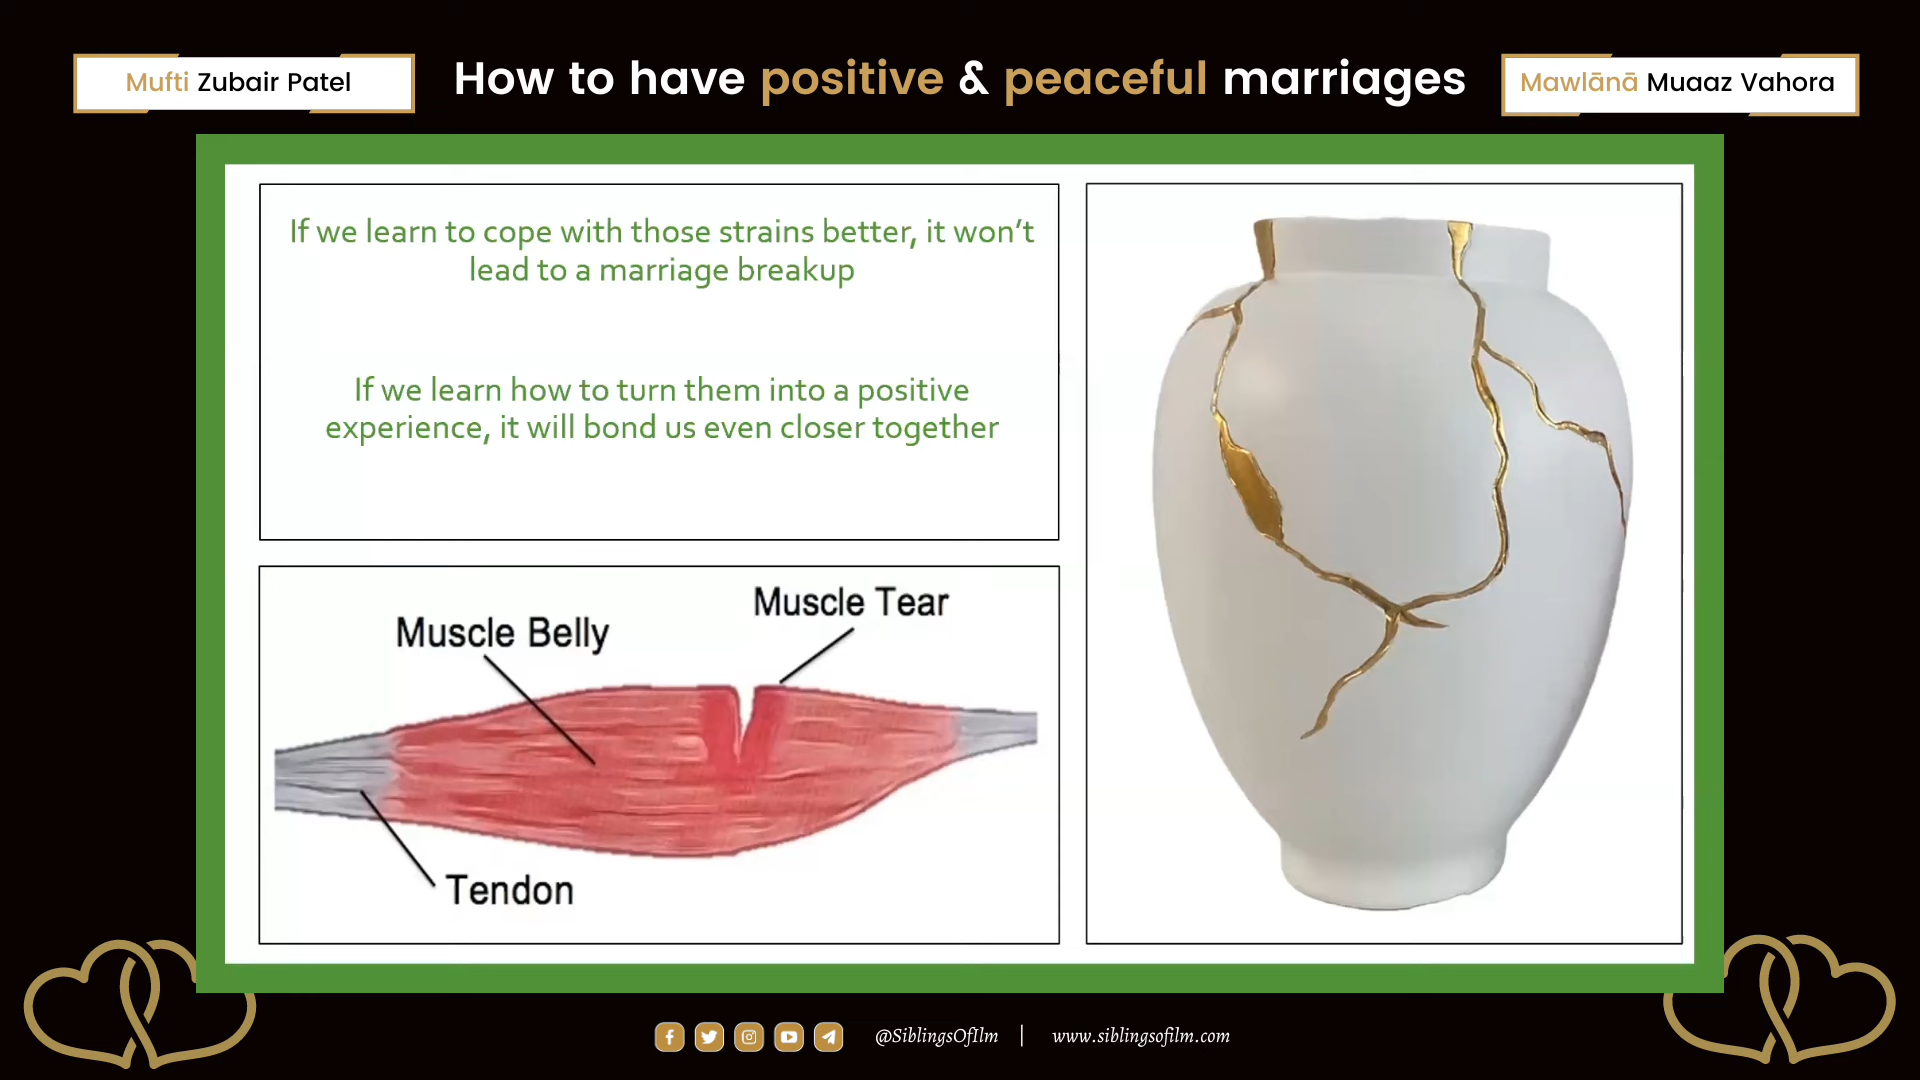 Mufti Zubair Patel
How to have positive & peaceful marriages
Mawlānā Muaaz Vahora
If we learn to cope with those strains better, it won’t
lead to a marriage breakup
If we learn how to turn them into a positive
experience, it will bond us even closer together
Muscle Belly
Muscle Tear
Tendon
@SiblingsOfIlm | www.siblingsofilm.com